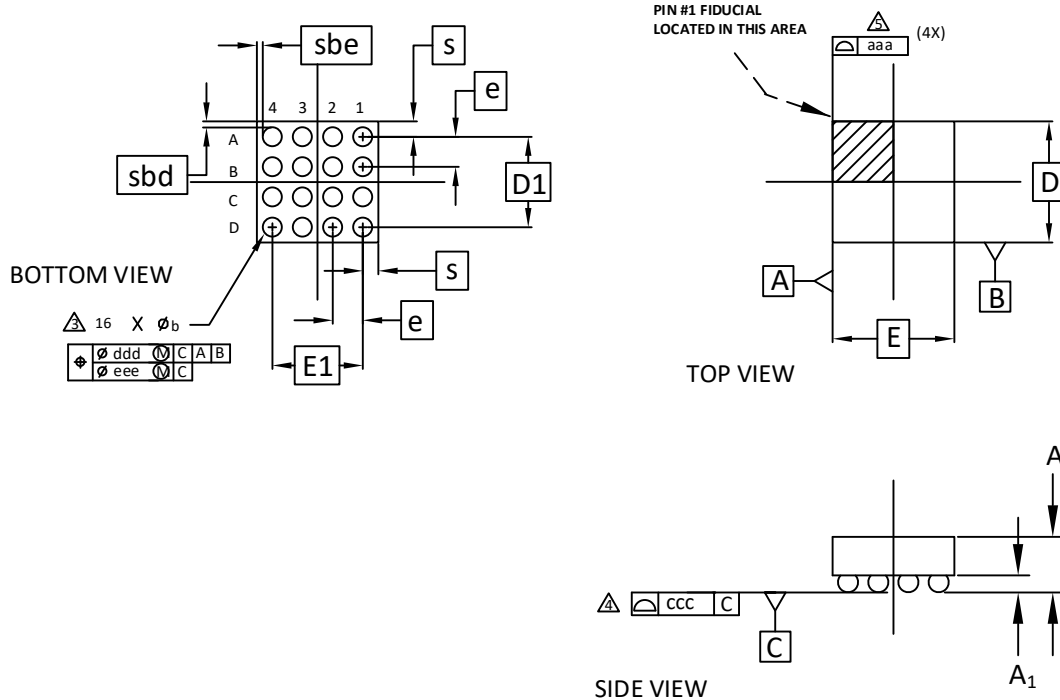 PIN #1 FIDUCIAL
LOCATED IN THIS AREA
5
aaa (4X)
sbe
s
e
4 3 2 1
A
B
C
D
sbd
D1
s
e
E1
BOTTOM VIEW
3 16 X Øb
⌖ Ø ddd Ⓜ C A B
Ø eee Ⓜ C
D
A
B
E
TOP VIEW
A
4 ccc C
C
A1
SIDE VIEW